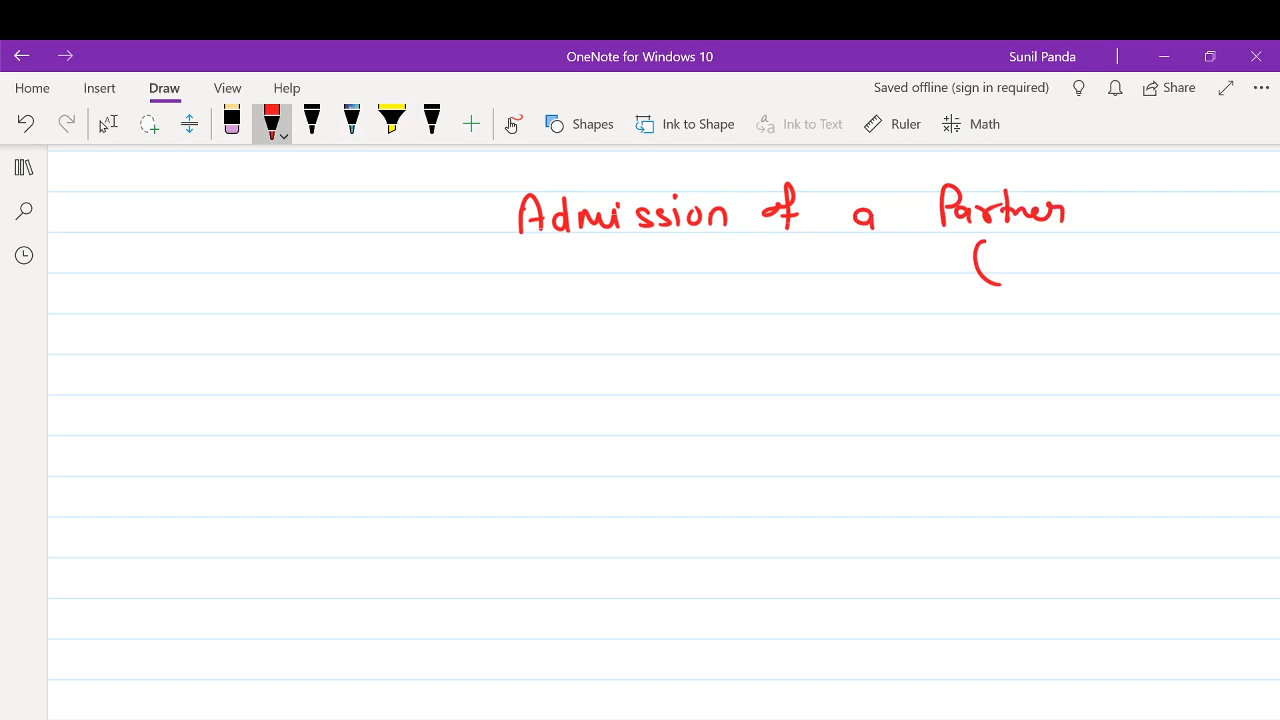 OneNote for Windows 10
Sunil Panda
Home Insert Draw View Help
Saved offline (sign in required) Share
Shapes Ink to Shape Ink to Text Ruler Math
Admission of a Partner
(